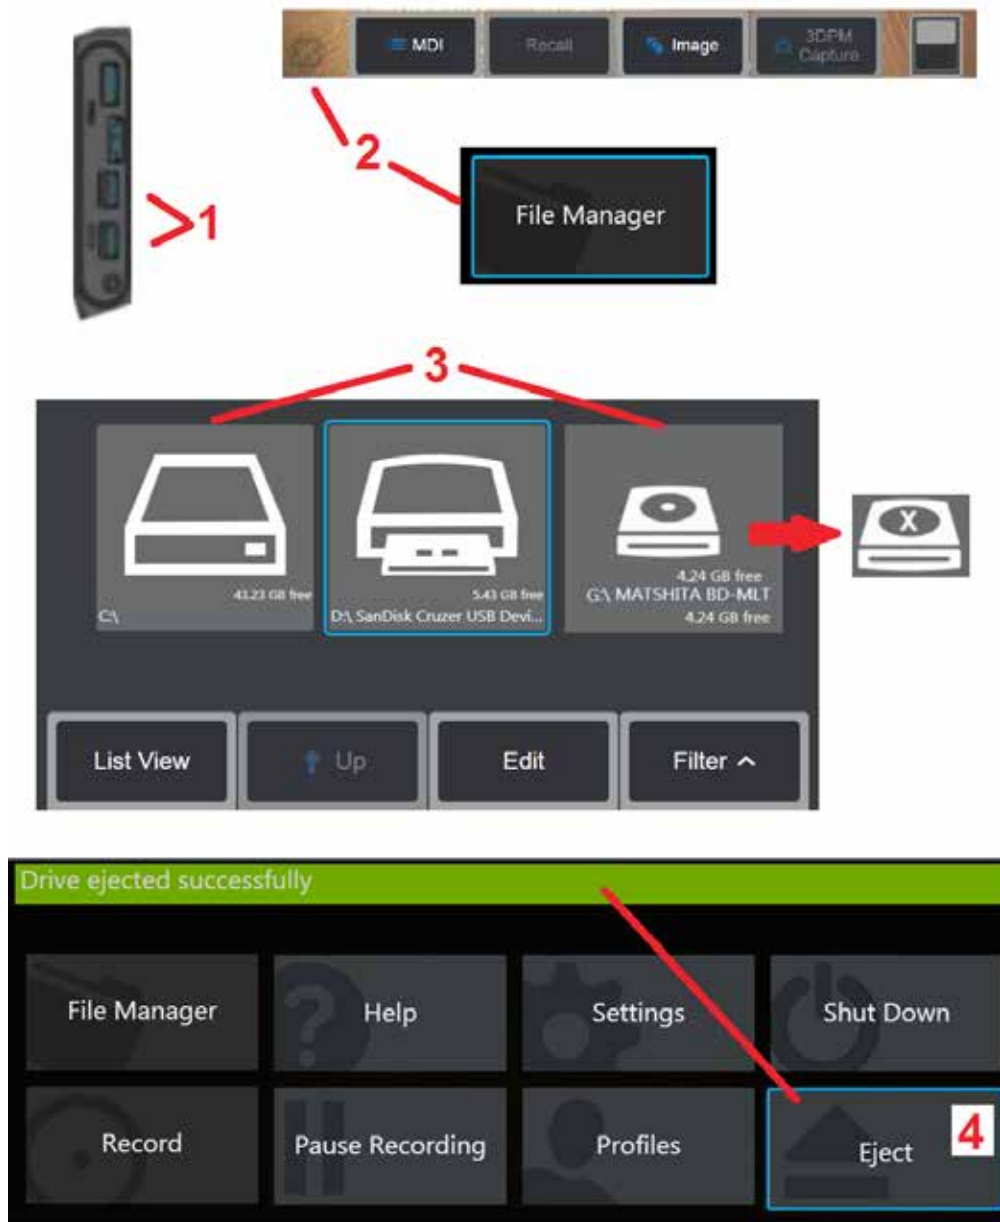 MDI
Recall
Image
3DPM
Capture
2
File Manager
1
3
43.23 GB free
C:\
5.43 GB free
D:\ SanDisk Cruzer USB Devi...
4.24 GB free
G:\ MATSHITA BD-MLT
4.24 GB free
X
List View
Up
Edit
Filter
Drive ejected successfully
File Manager
Help
Settings
Shut Down
Record
Pause Recording
Profiles
Eject
4